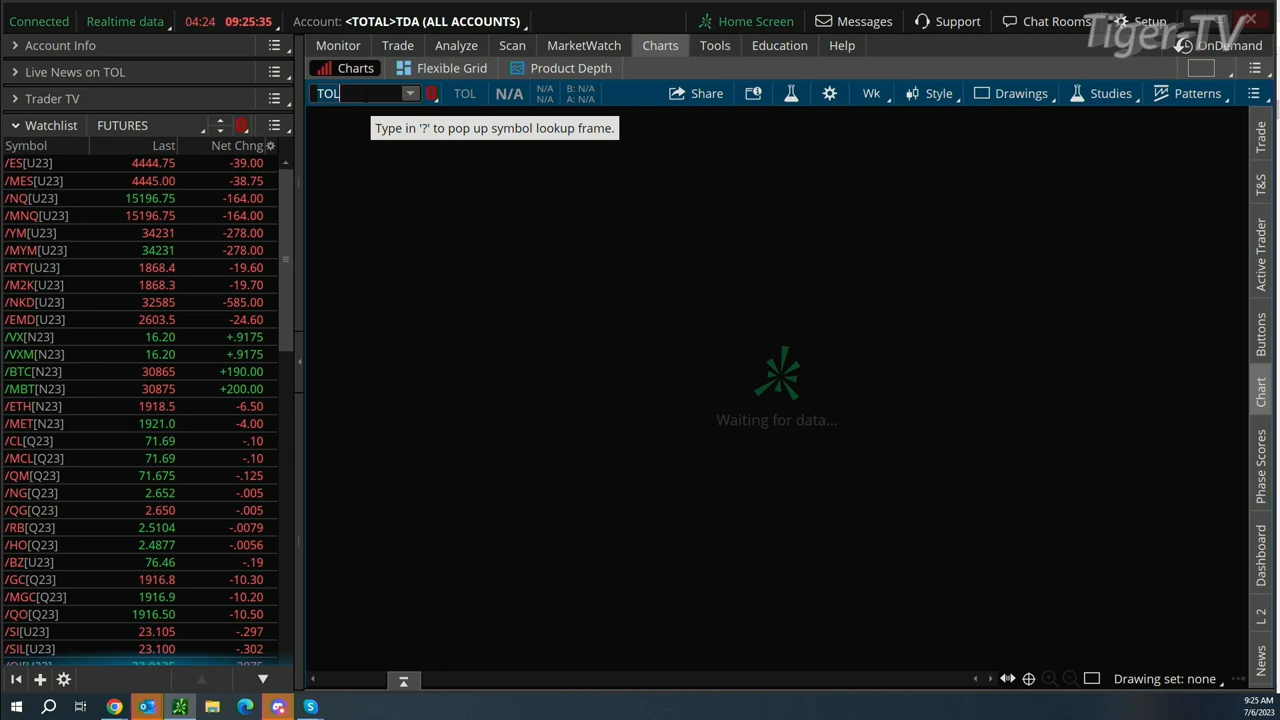 Connected Realtime data 04:24 09:25:35 Account: <TOTAL>TDA (ALL ACCOUNTS) Home Screen Messages Support Chat Rooms Setup
Tiger-TV
OnDemand
Account Info
Live News on TOL
Trader TV
Watchlist FUTURES
Monitor Trade Analyze Scan MarketWatch Charts Tools Education Help
Charts Flexible Grid Product Depth
TOL TOL N/A N/A N/A B: N/A A: N/A Share Wk Style Drawings Studies Patterns
Type in '?' to pop up symbol lookup frame.
Symbol Last Net Chng
/ES[U23] 4444.75 -39.00
/MES[U23] 4445.00 -38.75
/NQ[U23] 15196.75 -164.00
/MNQ[U23] 15196.75 -164.00
/YM[U23] 34231 -278.00
/MYM[U23] 34231 -278.00
/RTY[U23] 1868.4 -19.60
/M2K[U23] 1868.4 -19.70
/NKD[U23] 32585 -585.00
/EMD[U23] 2603.5 -24.60
/VX[N23] 16.20 +.9175
/VXM[N23] 16.20 +.9175
/BTC[N23] 30865 +190.00
/MBT[N23] 30875 +200.00
/ETH[N23] 1918.5 -6.50
/MET[N23] 1921.0 -4.00
/CL[Q23] 71.69 -.10
/MCL[Q23] 71.69 -.10
/QM[Q23] 71.675 -.125
/NG[Q23] 2.652 -.005
/QG[Q23] 2.650 -.005
/RB[Q23] 2.5104 -.0079
/HO[Q23] 2.4877 -.0056
/BZ[U23] 76.46 -.19
/GC[Q23] 1916.8 -10.30
/MGC[Q23] 1916.9 -10.20
/QO[Q23] 1916.50 -10.50
/SI[U23] 23.105 -.297
/SIL[U23] 23.100 -.302
Waiting for data...
Trade
T&S
Active Trader
Buttons
Chart
Phase Scores
Dashboard
L 2
News
Drawing set: none
9:25 AM
7/6/2023